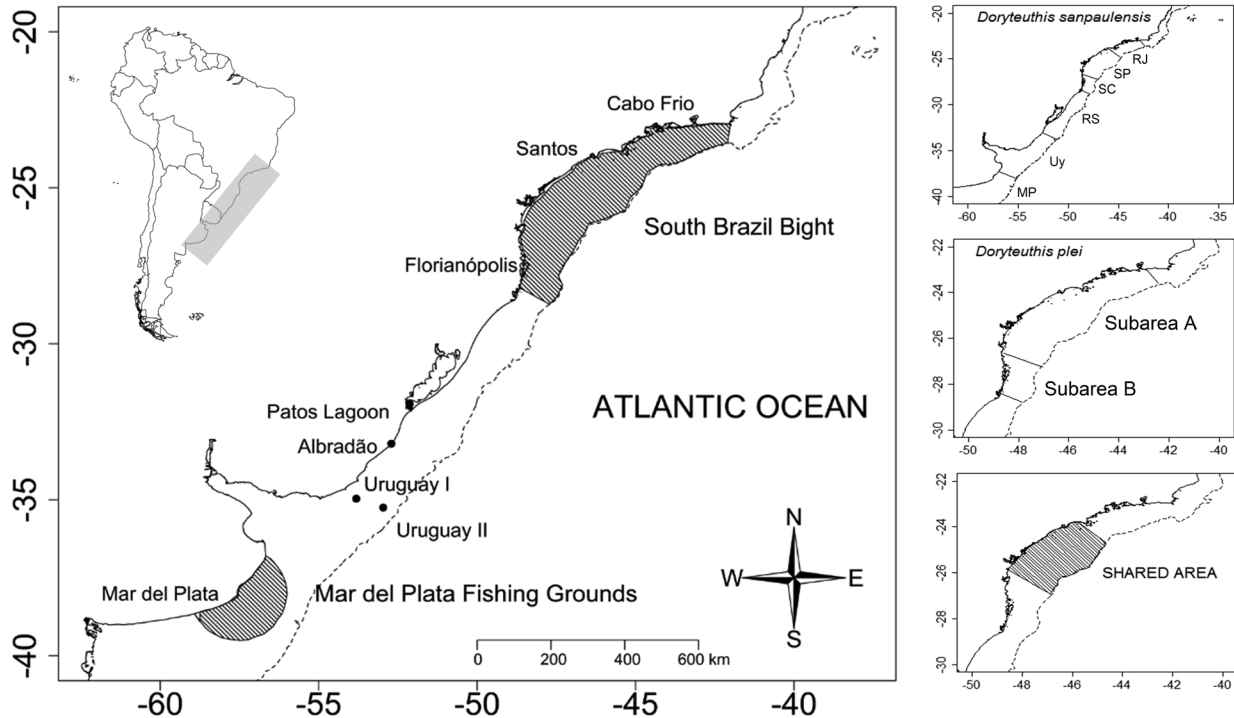 -20
-25
-30
-35
-40
-60
-55
-50
-45
-40
Cabo Frio
Santos
South Brazil Bight
Florianópolis
Patos Lagoon
ATLANTIC OCEAN
Albradão
Uruguay I
Uruguay II
Mar del Plata
Mar del Plata Fishing Grounds
N
W
E
S
0
200
400
600 km
Doryteuthis sanpaulensis
RJ
SP
SC
RS
Uy
MP
-20
-25
-30
-35
-40
-60
-55
-50
-45
-40
-35
Doryteuthis plei
Subarea A
Subarea B
-22
-24
-26
-28
-30
-50
-48
-46
-44
-42
-40
SHARED AREA
-22
-24
-26
-28
-30
-50
-48
-46
-44
-42
-40